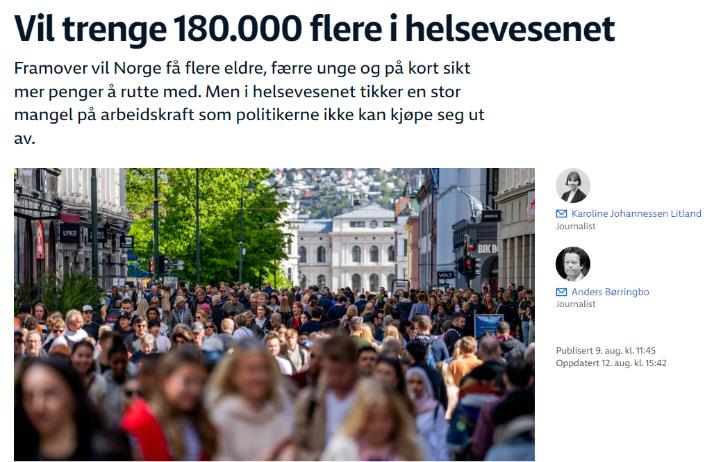 Vil trenge 180.000 flere i helsevesenet
Framover vil Norge få flere eldre, færre unge og på kort sikt
mer penger å rutte med. Men i helsevesenet tikker en stor
mangel på arbeidskraft som politikerne ikke kan kjøpe seg ut
av.
LYKO
BIK BO
VOLT
Karoline Johannessen Litland
Journalist
Anders Børringbo
Journalist
Publisert 9. aug. kl. 11:45
Oppdatert 12. aug. kl. 15:42